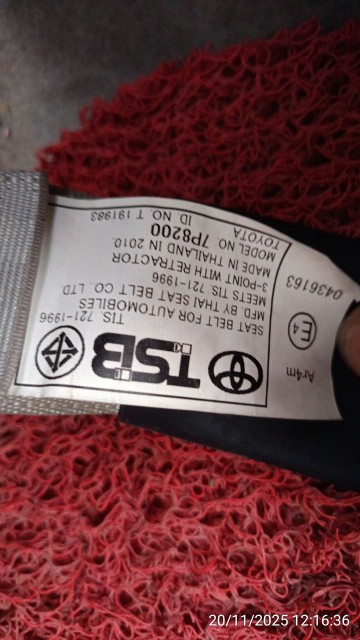 TSB
TIS. 721-1996
SEAT BELT FOR AUTOMOBILES
MFD BY THAI SEAT BELT CO. LTD
MEETS TIS. 721-1996
3-POINT WITH RETRACTOR
MADE IN THAILAND IN 2010.
MODEL NO. 7P8200
TOYOTA
ID. NO. T 191983
Ar4m
E4
0436163
20/11/2025 12:16:36